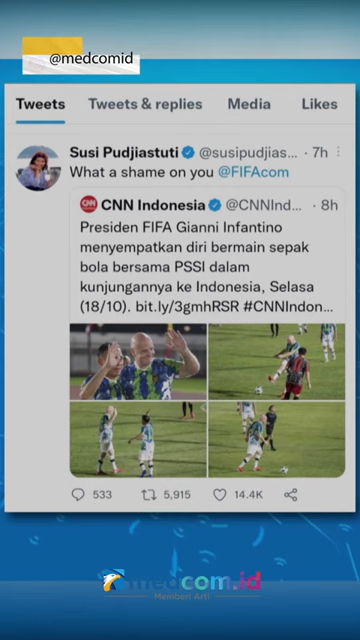 @medcomid
Tweets Tweets & replies Media Likes
Susi Pudjiastuti @susipudjias... · 7h
What a shame on you @FIFAcom
CNN Indonesia @CNNInd... · 8h
Presiden FIFA Gianni Infantino
menyempatkan diri bermain sepak
bola bersama PSSI dalam
kunjungannya ke Indonesia, Selasa
(18/10). bit.ly/3gmhRSR #CNNIndon...
533 5,915 14.4K
medcom.id
Memberi Arti